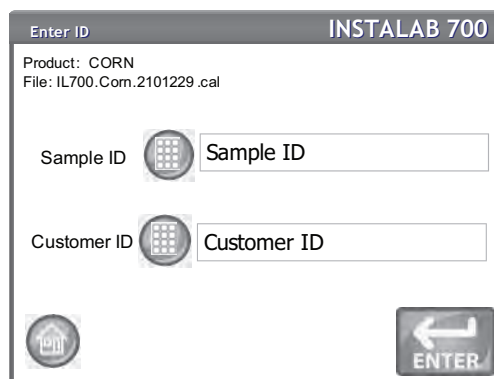 Enter ID INSTALAB 700
Product: CORN
File: IL700.Corn.2101229 .cal
Sample ID Sample ID
Customer ID Customer ID
ENTER